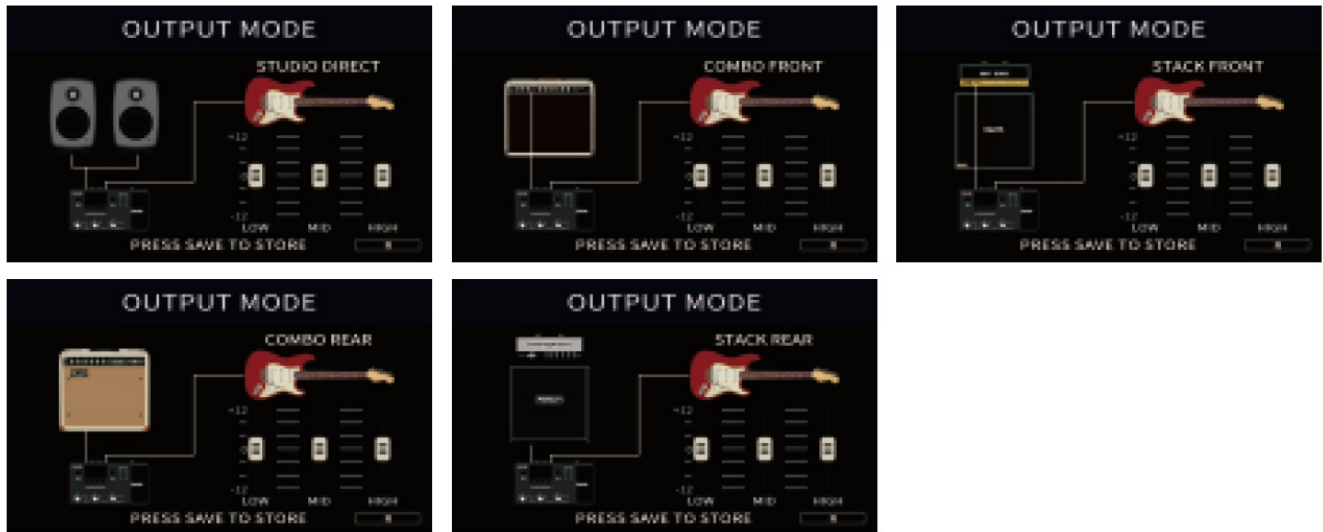 OUTPUT MODE
STUDIO DIRECT
+12
0
-12
LOW MID HIGH
PRESS SAVE TO STORE
OUTPUT MODE
COMBO FRONT
+12
0
-12
LOW MID HIGH
PRESS SAVE TO STORE
OUTPUT MODE
STACK FRONT
+12
0
-12
LOW MID HIGH
PRESS SAVE TO STORE
OUTPUT MODE
COMBO REAR
+12
0
-12
LOW MID HIGH
PRESS SAVE TO STORE
OUTPUT MODE
STACK REAR
+12
0
-12
LOW MID HIGH
PRESS SAVE TO STORE